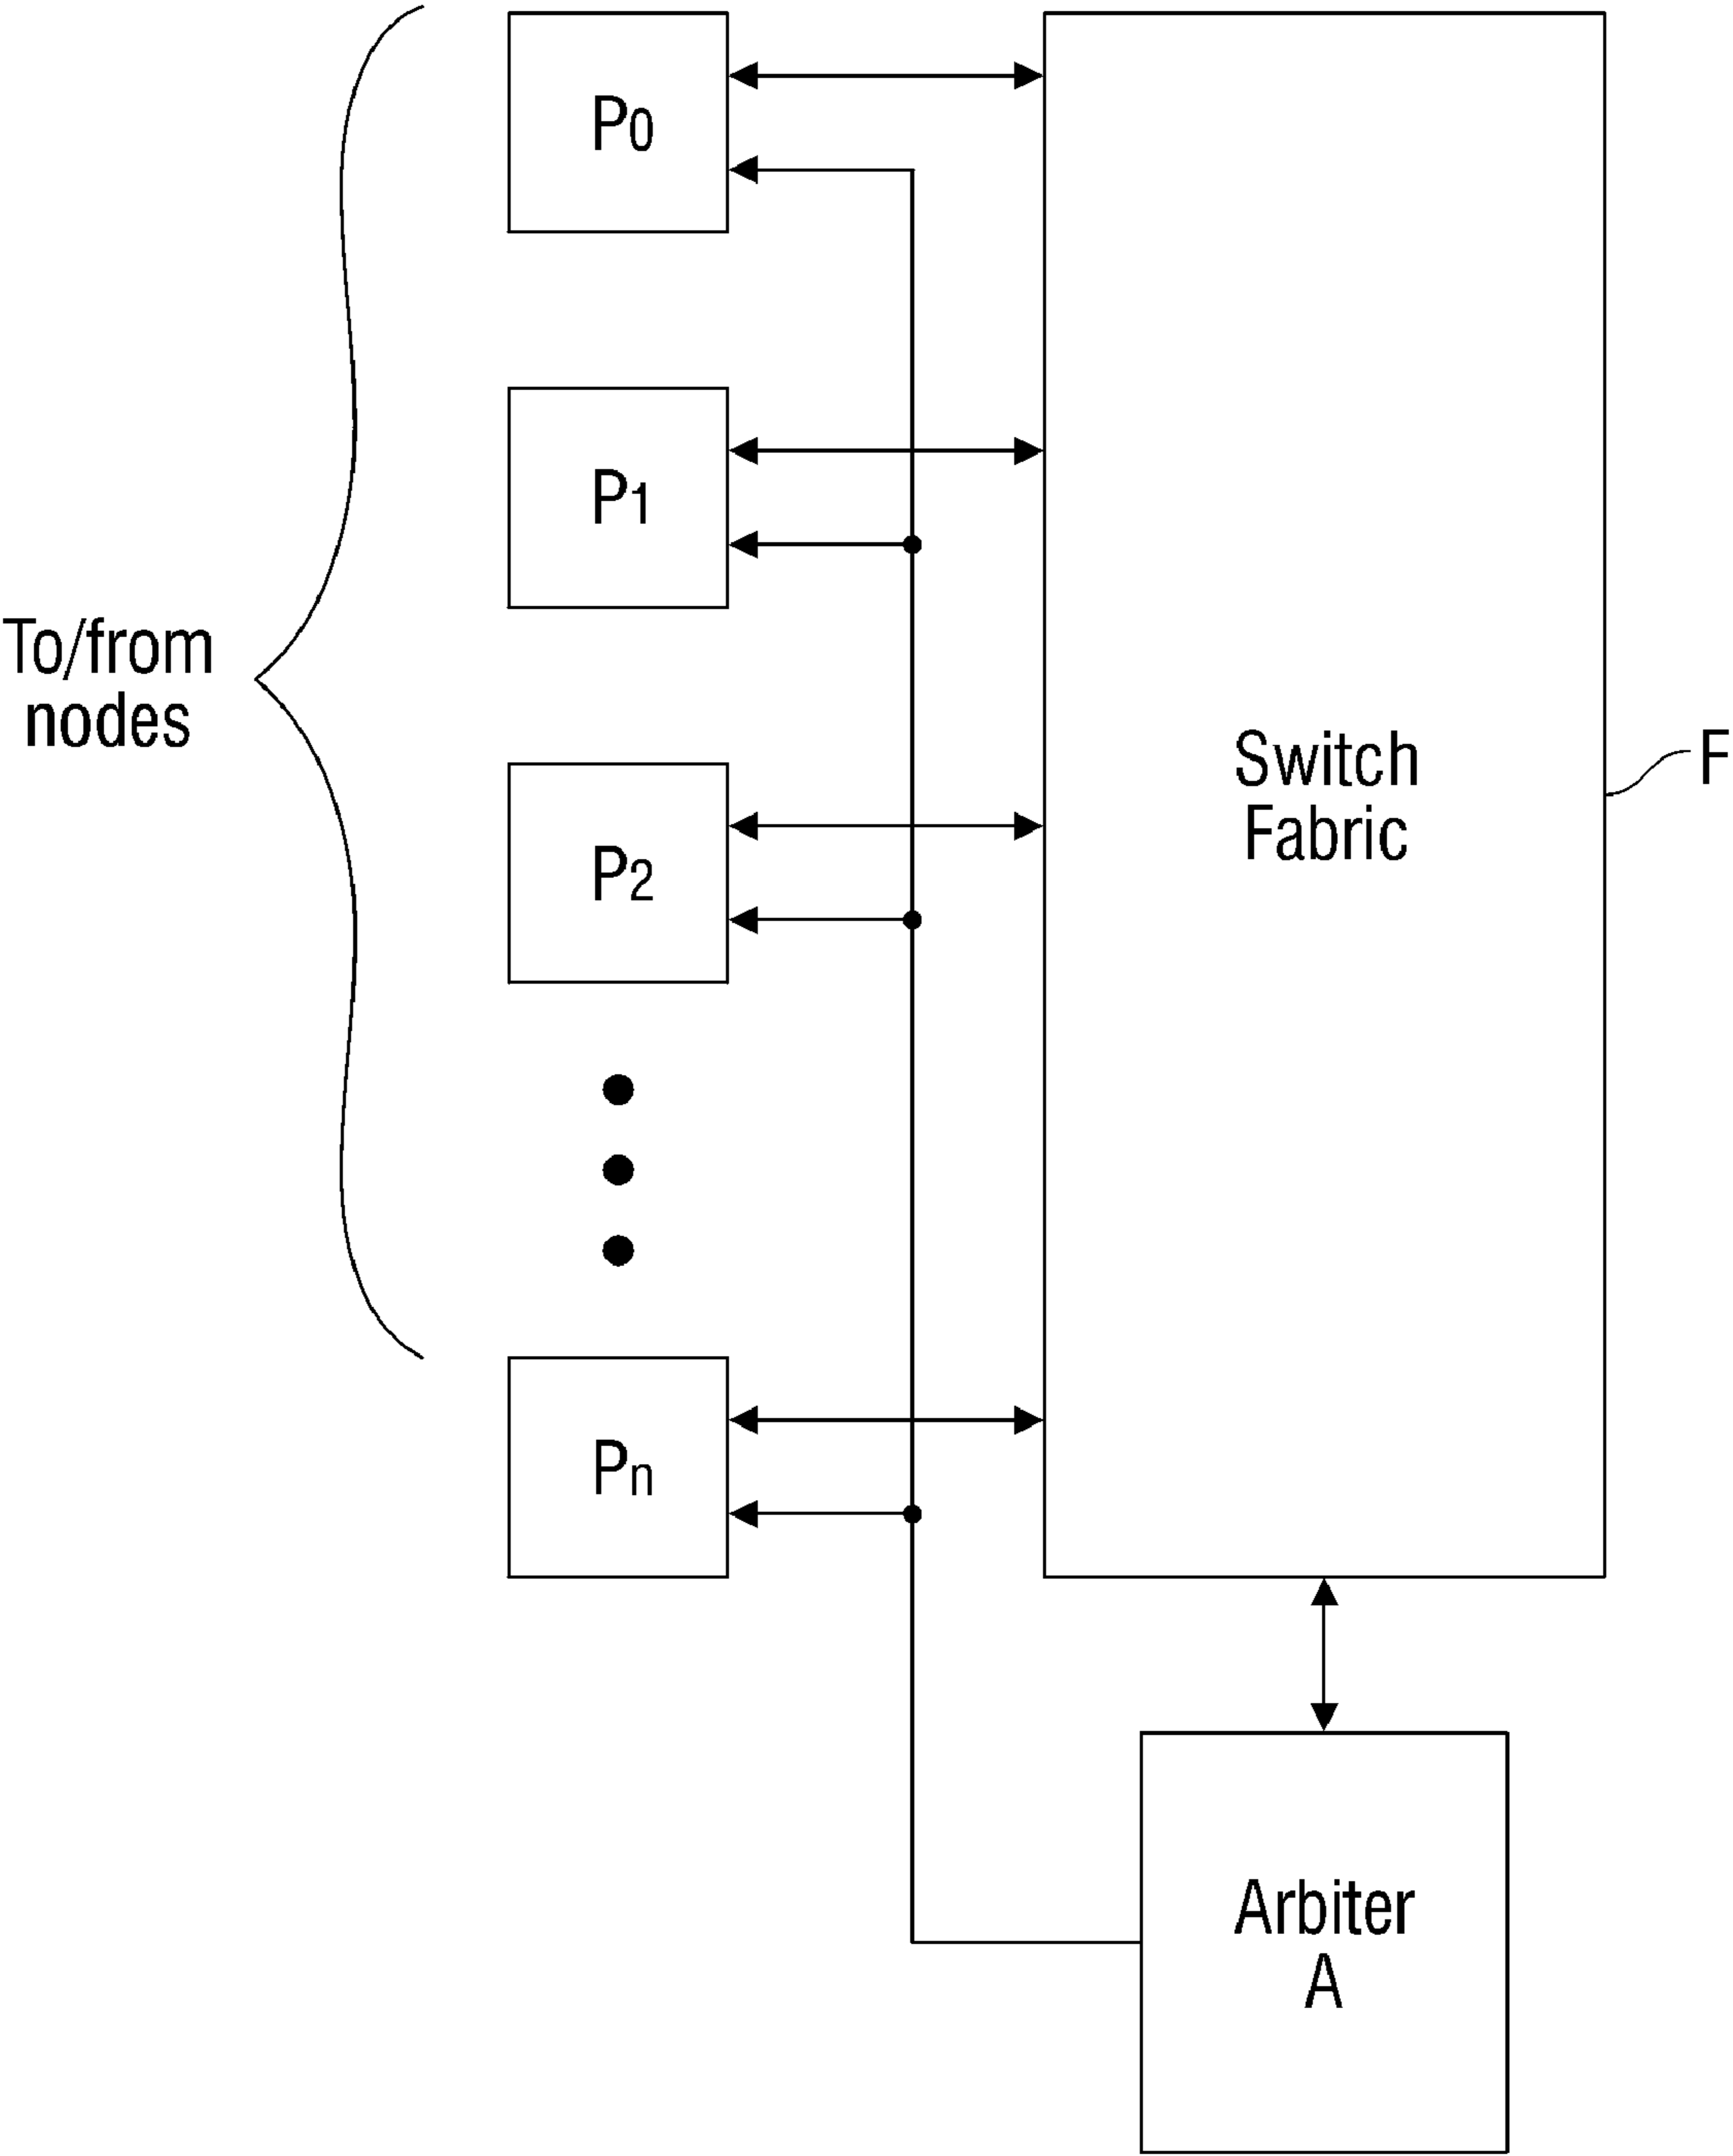 P0
P1
To/from
nodes
Switch
Fabric
F
P2
Pn
Arbiter
A